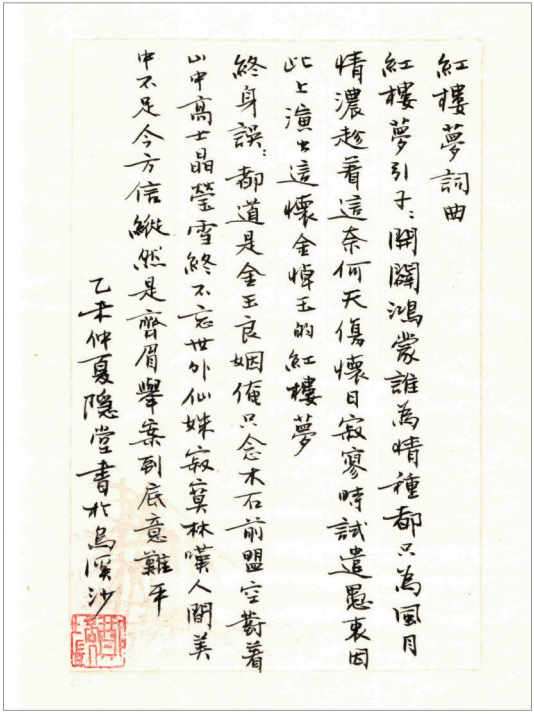 紅樓夢詞曲
紅樓夢引子：開闢鴻蒙誰為情種都只為風月
情濃趁着這奈何天傷懷日寂寥時試遣愚衷因
此上演出這懷金悼玉的紅樓夢
終身誤：都道是金玉良姻俺只念木石前盟空對着
山中高士晶瑩雪終不忘世外仙姝寂寞林嘆人間美
中不足今方信縱然是齊眉舉案到底意難平
乙未仲夏隱堂書於烏溪沙